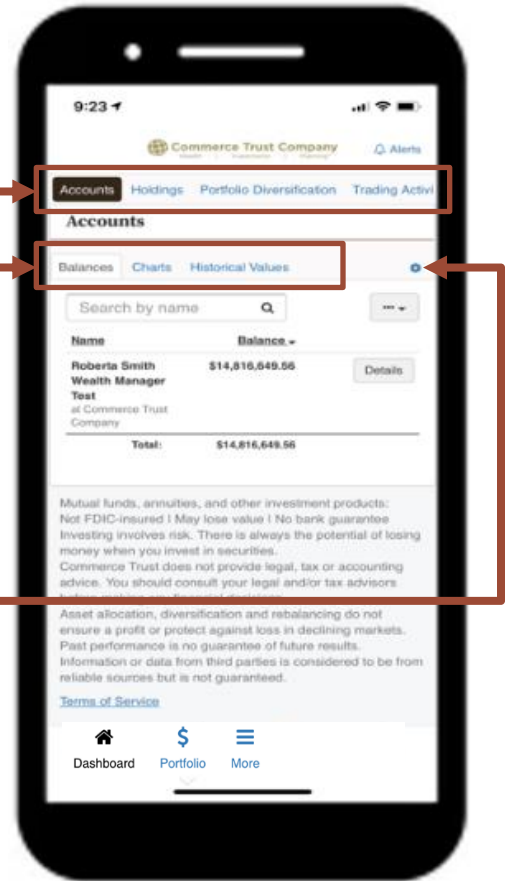 9:23
Commerce Trust Company
Alerts
Accounts Holdings Portfolio Diversification Trading Activi
Accounts
Balances Charts Historical Values
Search by name
Name Balance
Roberta Smith $14,816,649.56 Details
Wealth Manager
Test
at Commerce Trust
Company
Total: $14,816,649.56
Mutual funds, annuities, and other investment products:
Not FDIC-insured | May lose value | No bank guarantee
Investing involves risk. There is always the potential of losing
money when you invest in securities.
Commerce Trust does not provide legal, tax or accounting
advice. You should consult your legal and/or tax advisors
before making any financial decisions.
Asset allocation, diversification and rebalancing do not
ensure a profit or protect against loss in declining markets.
Past performance is no guarantee of future results.
Information or data from third parties is considered to be from
reliable sources but is not guaranteed.
Terms of Service
Dashboard Portfolio More